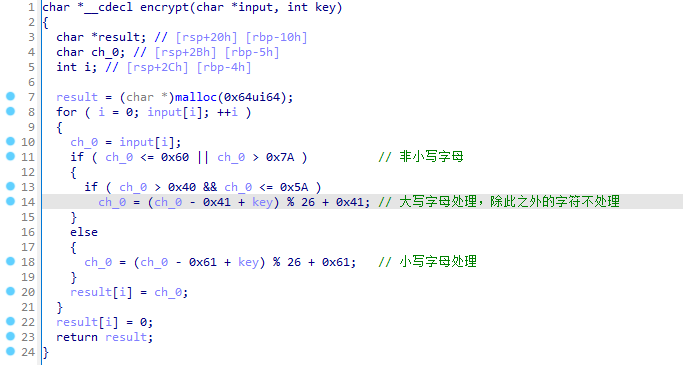 1 char *__cdecl encrypt(char *input, int key)
2 {
3   char *result; // [rsp+20h] [rbp-10h]
4   char ch_0; // [rsp+2Bh] [rbp-5h]
5   int i; // [rsp+2Ch] [rbp-4h]
6
7   result = (char *)malloc(0x64ui64);
8   for ( i = 0; input[i]; ++i )
9   {
10     ch_0 = input[i];
11     if ( ch_0 <= 0x60 || ch_0 > 0x7A )          // 非小写字母
12     {
13       if ( ch_0 > 0x40 && ch_0 <= 0x5A )
14         ch_0 = (ch_0 - 0x41 + key) % 26 + 0x41; // 大写字母处理，除此之外的字符不处理
15     }
16     else
17     {
18       ch_0 = (ch_0 - 0x61 + key) % 26 + 0x61;   // 小写字母处理
19     }
20     result[i] = ch_0;
21   }
22   result[i] = 0;
23   return result;
24 }